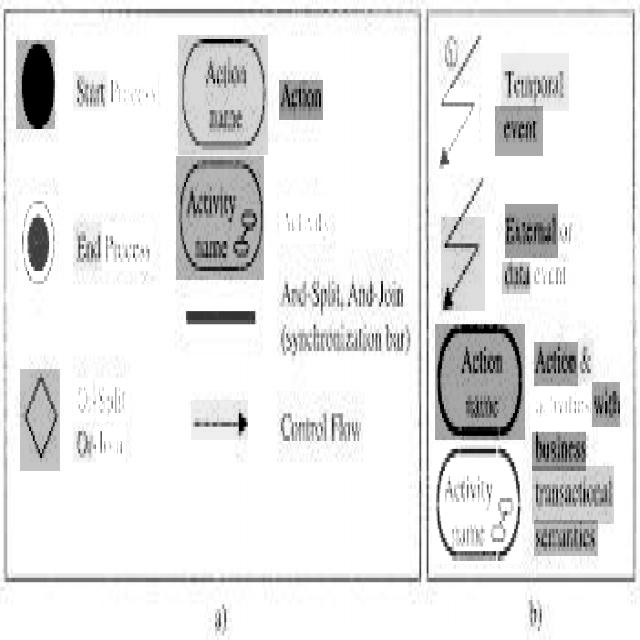 Start Process
Action
name
Action
End Process
Activity
name
Activity
And-Split, And-Join
(synchronization bar)
Or-Split
Or-Join
Control Flow
a)
Temporal
event
External or
data event
Action
name
Action &
activities with
business
transactional
semantics
Activity
name
b)